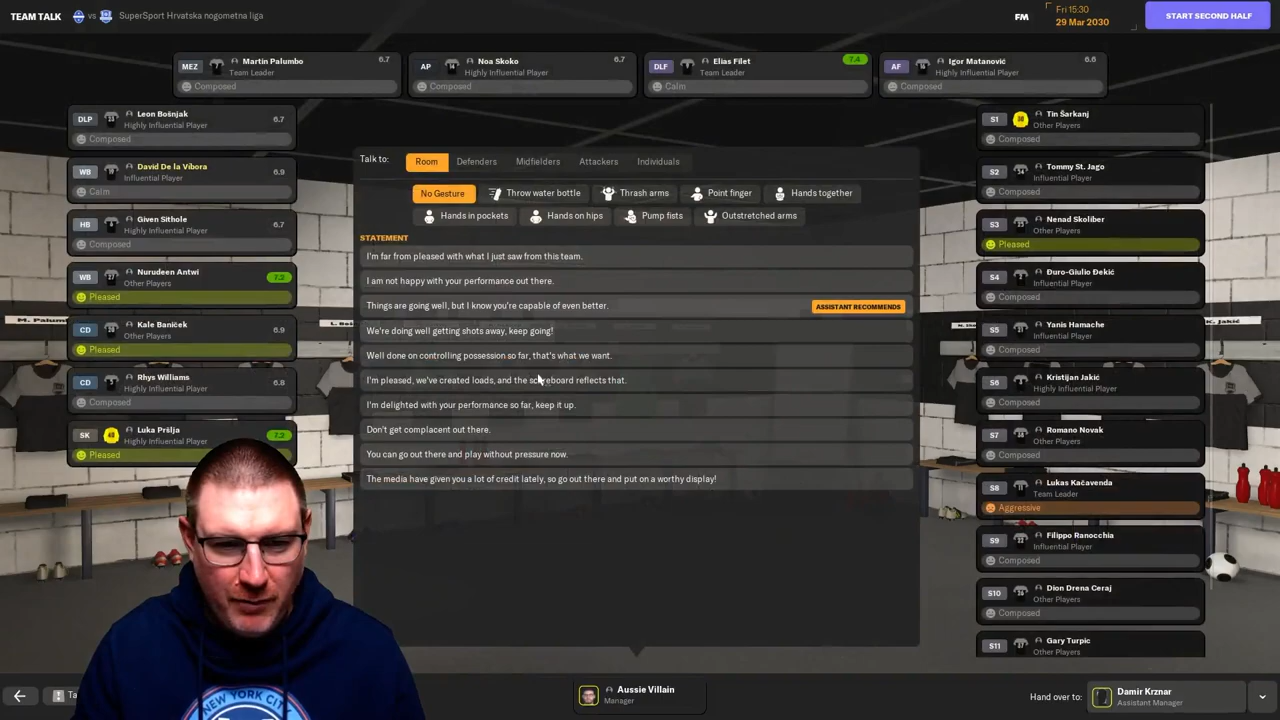 TEAM TALK
vs
SuperSport Hrvatska nogometna liga
FM
Fri 15:30
29 Mar 2030
START SECOND HALF
MEZ
Martin Palumbo
Team Leader
6.7
Composed
AP
Noa Skoko
Highly Influential Player
6.7
Composed
DLF
Elias Filet
Team Leader
7.4
Calm
AF
Igor Matanović
Highly Influential Player
6.6
Composed
DLP
Leon Bošnjak
Highly Influential Player
6.7
Composed
WB
David De la Víbora
Influential Player
6.9
Calm
HB
Given Sithole
Highly Influential Player
6.7
Composed
WB
Nurudeen Antwi
Other Players
7.2
Pleased
CD
Kale Baniček
Other Players
6.9
Pleased
CD
Rhys Williams
Highly Influential Player
6.8
Composed
SK
Luka Pršlja
Highly Influential Player
7.2
Pleased
Talk to:
Room
Defenders
Midfielders
Attackers
Individuals
No Gesture
Throw water bottle
Thrash arms
Point finger
Hands together
Hands in pockets
Hands on hips
Pump fists
Outstretched arms
STATEMENT
I'm far from pleased with what I just saw from this team.
I am not happy with your performance out there.
Things are going well, but I know you're capable of even better.
ASSISTANT RECOMMENDS
We're doing well getting shots away, keep going!
Well done on controlling possession so far, that's what we want.
I'm pleased, we've created loads, and the scoreboard reflects that.
I'm delighted with your performance so far, keep it up.
Don't get complacent out there.
You can go out there and play without pressure now.
The media have given you a lot of credit lately, so go out there and put on a worthy display!
S1
Tin Šarkanj
Other Players
Composed
S2
Tommy St. Jago
Influential Player
Composed
S3
Nenad Skoliber
Other Players
Pleased
S4
Đuro-Giulio Đekić
Other Players
Composed
S5
Yanis Hamache
Other Players
Composed
S6
Kristijan Jakić
Highly Influential Player
Composed
S7
Romano Novak
Other Players
Composed
S8
Lukas Kačavenda
Team Leader
Aggressive
S9
Filippo Ranocchia
Influential Player
Composed
S10
Dion Drena Ceraj
Other Players
Composed
S11
Gary Turpic
Other Players
M. Palumbo
K. Jakić
NEW YORK CITY
Aussie Villain
Manager
Hand over to:
Damir Krznar
Assistant Manager